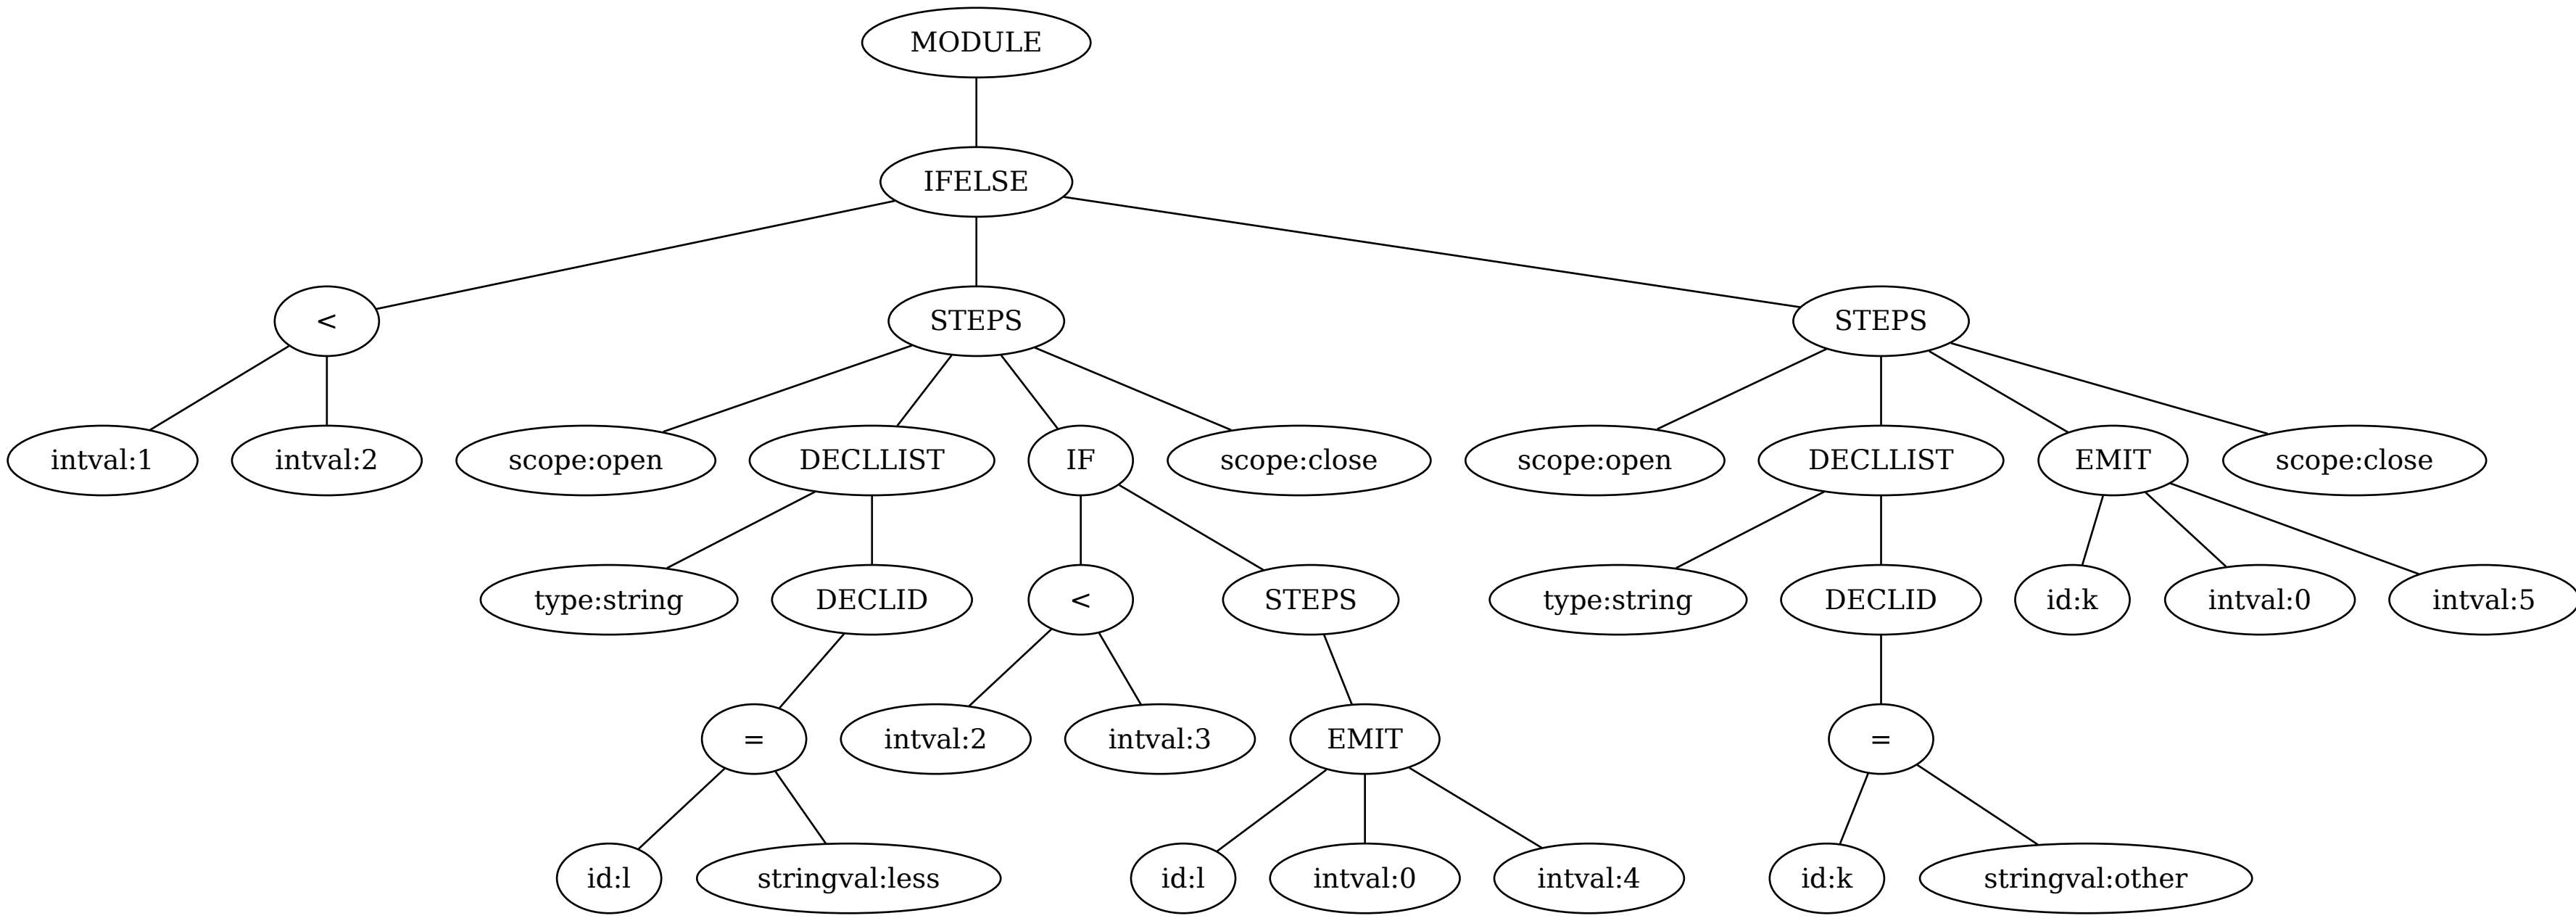 MODULE
IFELSE
<
STEPS
STEPS
intval:1
intval:2
scope:open
DECLLIST
IF
scope:close
scope:open
DECLLIST
EMIT
scope:close
type:string
DECLID
<
STEPS
type:string
DECLID
id:k
intval:0
intval:5
=
intval:2
intval:3
EMIT
=
id:l
stringval:less
id:l
intval:0
intval:4
id:k
stringval:other